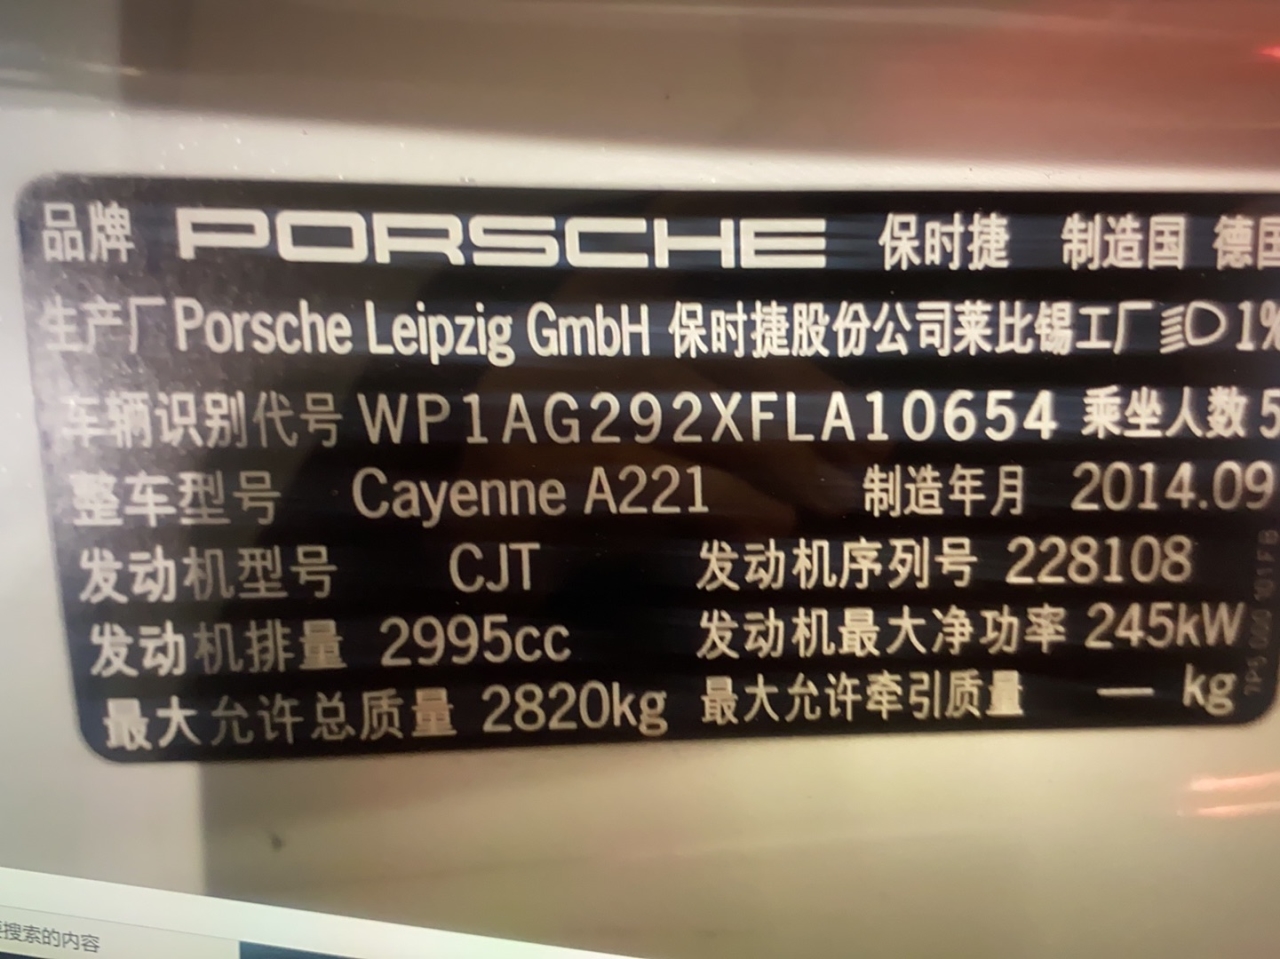 品牌 PORSCHE 保时捷 制造国 德国
生产厂 Porsche Leipzig GmbH 保时捷股份公司莱比锡工厂 1%
车辆识别代号 WP1AG292XFLA10654 乘坐人数 5
整车型号 Cayenne A221 制造年月 2014.09
发动机型号 CJT 发动机序列号 228108
发动机排量 2995cc 发动机最大净功率 245kW
最大允许总质量 2820kg 最大允许牵引质量 — kg
搜索的内容